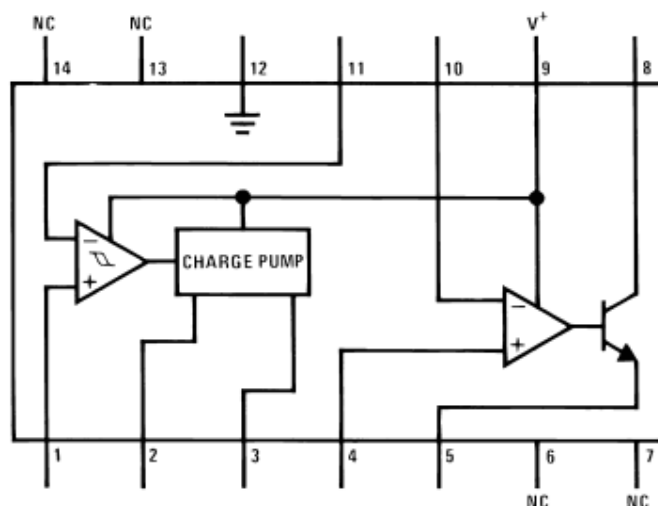 NC NC V+
14 13 12 11 10 9 8
− CHARGE PUMP
+
−
+
1 2 3 4 5 6 7
NC NC